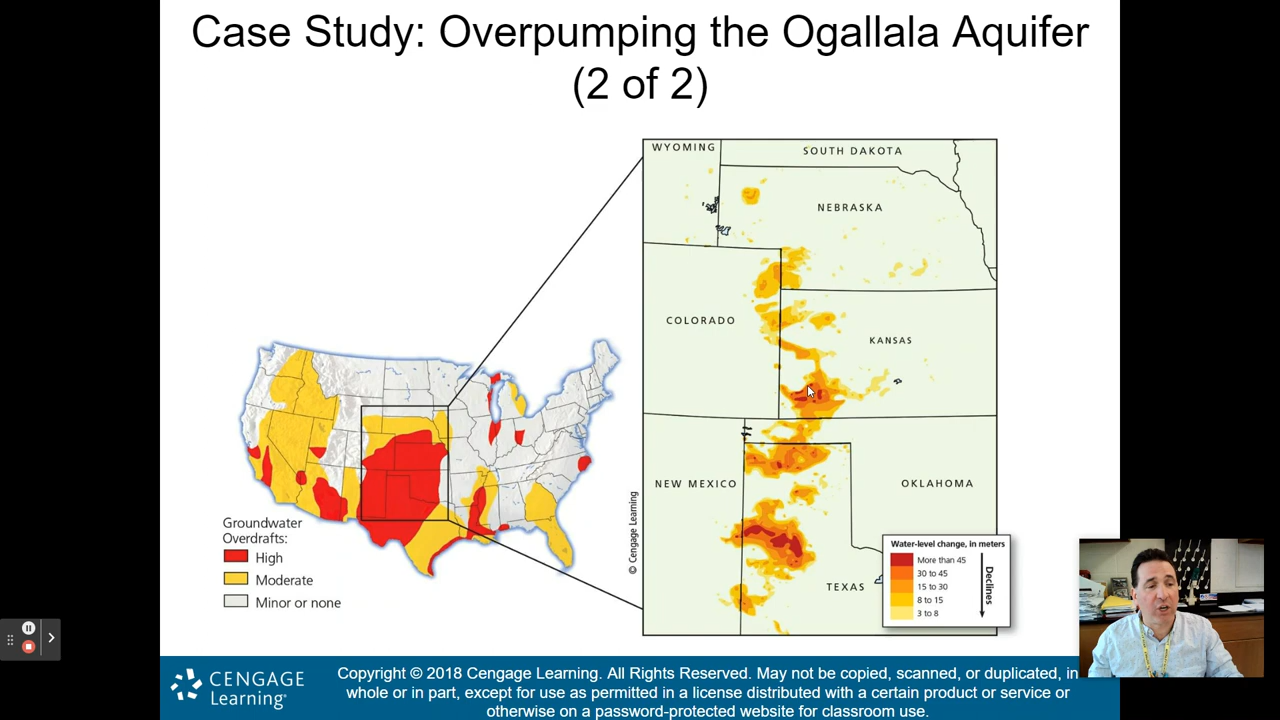 Case Study: Overpumping the Ogallala Aquifer
(2 of 2)
WYOMING
SOUTH DAKOTA
NEBRASKA
COLORADO
KANSAS
NEW MEXICO
OKLAHOMA
TEXAS
Groundwater
Overdrafts:
High
Moderate
Minor or none
© Cengage Learning
Water-level change, in meters
More than 45
30 to 45
15 to 30
8 to 15
3 to 8
Declines
CENGAGE
Learning®
Copyright © 2018 Cengage Learning. All Rights Reserved. May not be copied, scanned, or duplicated, in
whole or in part, except for use as permitted in a license distributed with a certain product or service or
otherwise on a password-protected website for classroom use.